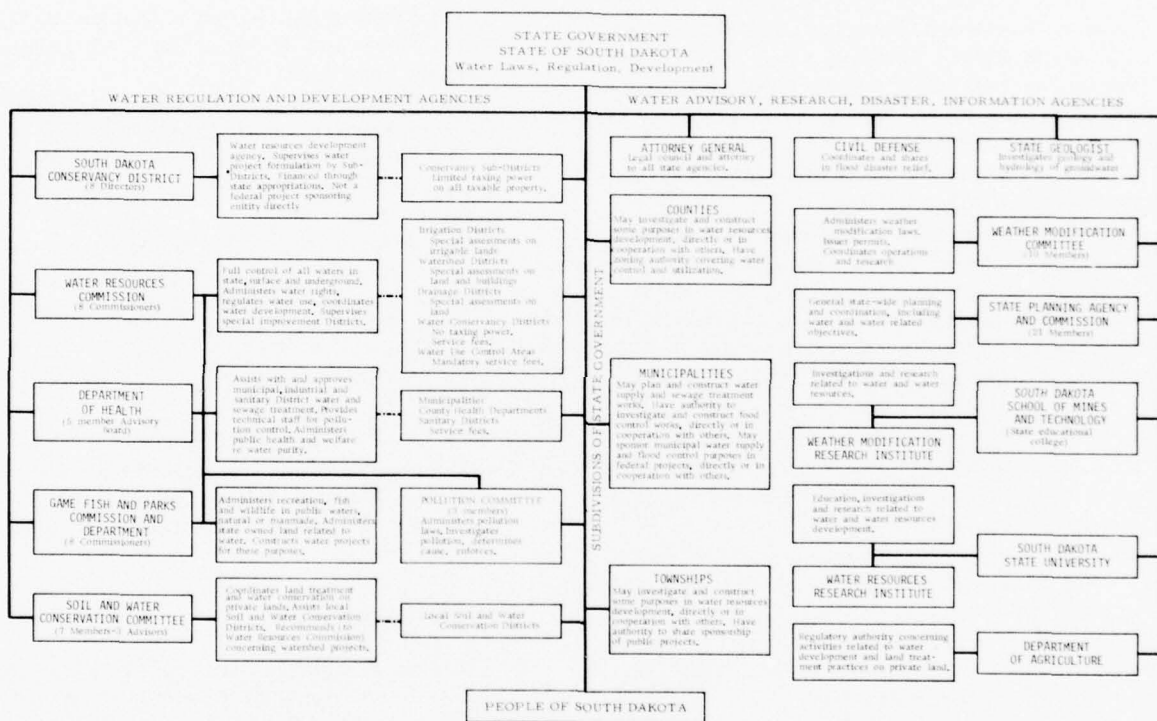 STATE GOVERNMENT
STATE OF SOUTH DAKOTA
Water Laws, Regulation, Development
WATER REGULATION AND DEVELOPMENT AGENCIES
SOUTH DAKOTA
CONSERVANCY DISTRICT
(8 Directors)
Water resources development
agency. Supervises water
project formulation by Sub-
Districts. Financed through
state appropriations. Not a
federal project sponsoring
enitity directly
Conservancy Sub-Districts
Limited taxing power
on all taxable property.
WATER RESOURCES
COMMISSION
(8 Commissioners)
Full control of all waters in
state, surface and underground.
Administers water rights,
regulates water use, coordinates
water development. Supervises
special improvement Districts.
Irrigation Districts
Special assessments on
irrigable lands
Watershed Districts
Special assessments on
land and buildings
Drainage Districts
Special assessments on
land
Water Conservancy Districts
No taxing power.
Service fees.
Water Use Control Areas
Mandatory service fees.
DEPARTMENT
OF HEALTH
(5 member Advisory
board)
Assists with and approves
municipal, industrial and
sanitary District water and
sewage treatment. Provides
technical staff for pollu-
tion control. Administers
public health and welfare
re water purity.
Municipalities
County Health Departments
Sanitary Districts
Service fees.
GAME FISH AND PARKS
COMMISSION AND
DEPARTMENT
(8 Commissioners)
Administers recreation, fish
and wildlife in public waters,
natural or manmade. Administers
state owned land related to
water. Constructs water projects
for these purposes.
POLLUTION COMMITTEE
members)
Administers pollution
laws. Investigates
pollution, determines
cause, enforces.
SOIL AND WATER
CONSERVATION COMMITTEE
(7 Members- Advisors)
Coordinates land treatment
and water conservation on
private lands. Assists local
Soil and Water Conservation
Districts. Recommends (to
Water Resources Commission)
concerning watershed projects.
Local Soil and Water
Conservation Districts
SUBDIVISIONS OF STATE GOVERNMENT
WATER ADVISORY, RESEARCH, DISASTER, INFORMATION AGENCIES
ATTORNEY GENERAL
Legal council and attorney
to all state agencies.
CIVIL DEFENSE
Coordinates and shares
in flood disaster relief.
STATE GEOLOGIST
Investigates geology and
hydrology of groundwater
COUNTIES
May investigate and construct
some purposes in water resources
development, directly or in
cooperation with others. Have
zoning authority covering water
control and utilization.
Administers weather
modification laws.
Issuer permits.
Coordinates operations
and research
WEATHER MODIFICATION
COMMITTEE
(10 Members)
General state-wide planning
and coordination, including
water and water related
objectives.
STATE PLANNING AGENCY
AND COMMISSION
(21 Members)
MUNICIPALITIES
May plan and construct water
supply and sewage treatment
works. Have authority to
investigate and construct food
control works, directly or in
cooperation with others. May
sponsor municipal water supply
and flood control purposes in
federal projects, directly or in
cooperation with others.
Investigations and research
related to water and water
resources.
WEATHER MODIFICATION
RESEARCH INSTITUTE
SOUTH DAKOTA
SCHOOL OF MINES
AND TECHNOLOGY
(State educational
college)
Education, investigations
and research related to
water and water resources
development.
WATER RESOURCES
RESEARCH INSTITUTE
SOUTH DAKOTA
STATE UNIVERSITY
TOWNSHIPS
May investigate and construct
some purposes in water resources
development, directly or in
cooperation with others. Have
authority to share sponsorship
of public projects.
Regulatory authority concerning
activities related to water
development and land treat-
ment practices on private land.
DEPARTMENT
OF AGRICULTURE
PEOPLE OF SOUTH DAKOTA